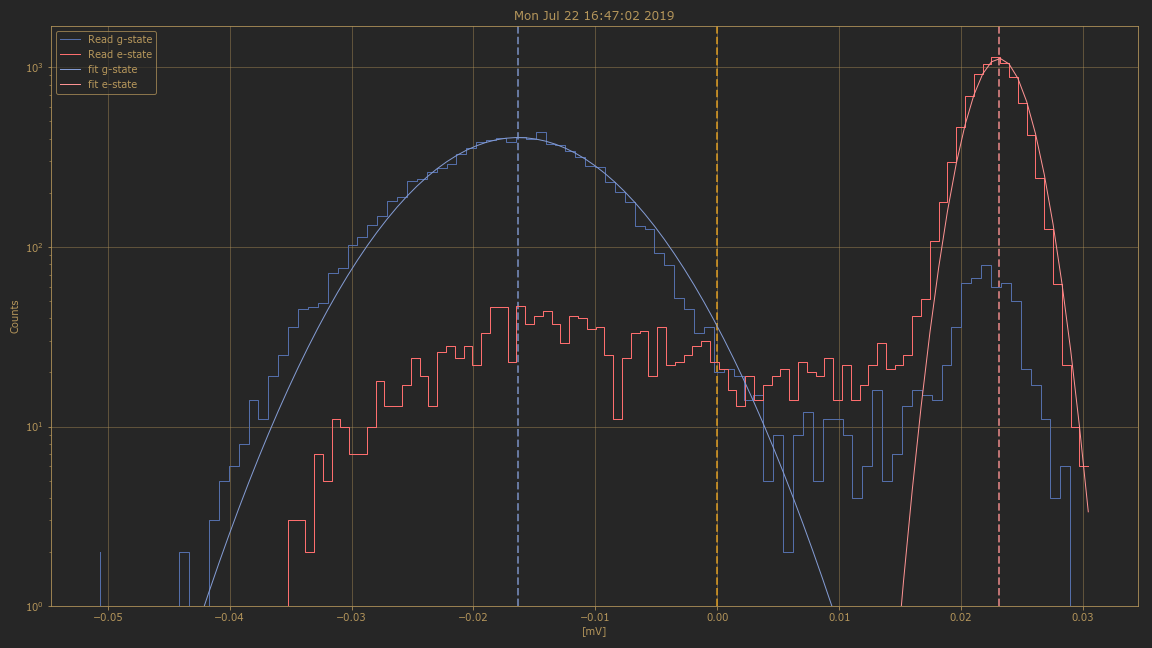 Mon Jul 22 16:47:02 2019
Read g-state
Read e-state
fit g-state
fit e-state
10³
10²
10¹
10⁰
Counts
−0.05 −0.04 −0.03 −0.02 −0.01 0.00 0.01 0.02 0.03
[mV]